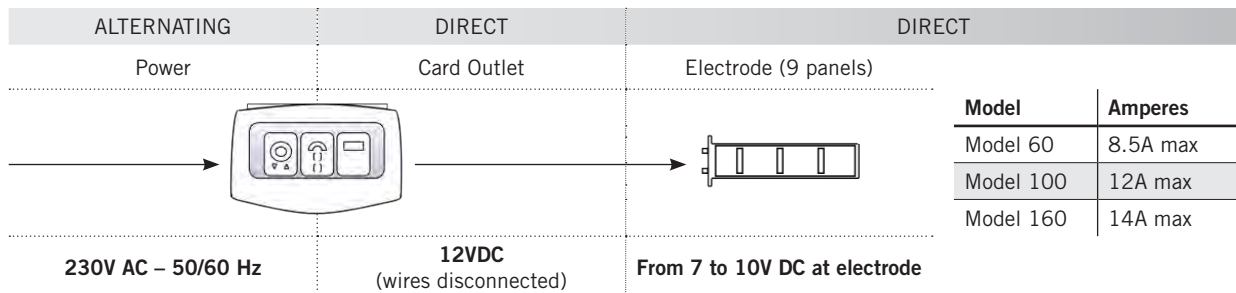 ALTERNATING DIRECT DIRECT
Power Card Outlet Electrode (9 panels)
Model Amperes
Model 60 8.5A max
Model 100 12A max
Model 160 14A max
230V AC – 50/60 Hz
12VDC
(wires disconnected)
From 7 to 10V DC at electrode